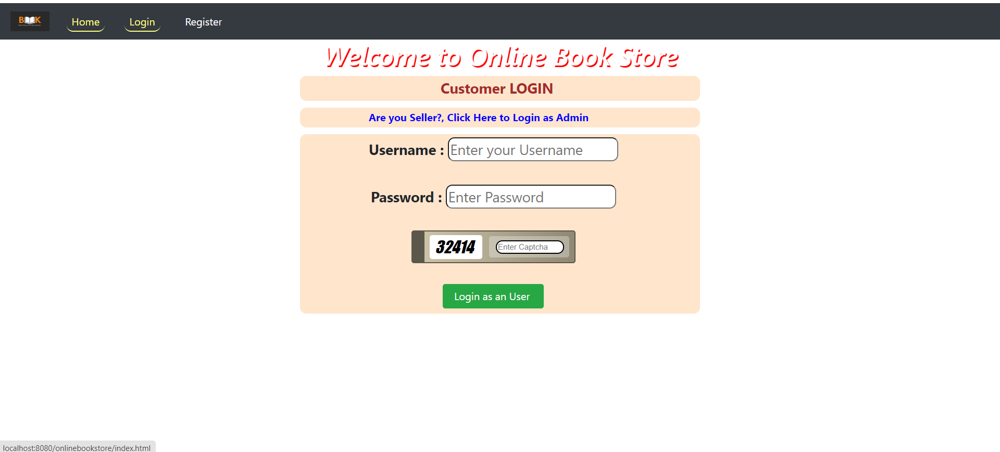 BOOK
Home Login Register
Welcome to Online Book Store
Customer LOGIN
Are you Seller?, Click Here to Login as Admin
Username : Enter your Username
Password : Enter Password
32414 Enter Captcha
Login as an User
localhost:8080/onlinebookstore/index.html